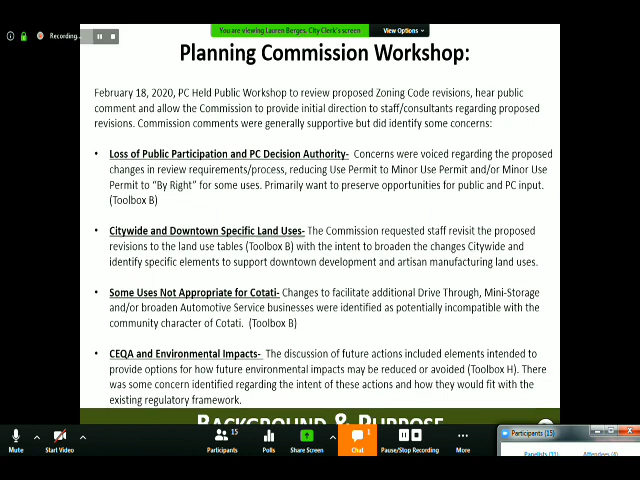 You are viewing Lauren Berges. City Clerk's screen
View Options
Recording...
Planning Commission Workshop:
February 18, 2020, PC Held Public Workshop to review proposed Zoning Code revisions, hear public
comment and allow the Commission to provide initial direction to staff/consultants regarding proposed
revisions. Commission comments were generally supportive but did identify some concerns:
• Loss of Public Participation and PC Decision Authority- Concerns were voiced regarding the proposed
changes in review requirements/process, reducing Use Permit to Minor Use Permit and/or Minor Use
Permit to "By Right" for some uses. Primarily want to preserve opportunities for public and PC input.
(Toolbox B)
• Citywide and Downtown Specific Land Uses- The Commission requested staff revisit the proposed
revisions to the land use tables (Toolbox B) with the intent to broaden the changes Citywide and
identify specific elements to support downtown development and artisan manufacturing land uses.
• Some Uses Not Appropriate for Cotati- Changes to facilitate additional Drive Through, Mini-Storage
and/or broaden Automotive Service businesses were identified as potentially incompatible with the
community character of Cotati. (Toolbox B)
• CEQA and Environmental Impacts- The discussion of future actions included elements intended to
provide options for how future environmental impacts may be reduced or avoided (Toolbox H). There
was some concern identified regarding the intent of these actions and how they would fit with the
existing regulatory framework.
BACKGROUND & PURPOSE
Mute
Start Video
15
Participants
Polls
Share Screen
1
Chat
Pause/Stop Recording
More
Participants (15)
Panelists (11)
Attendees (4)